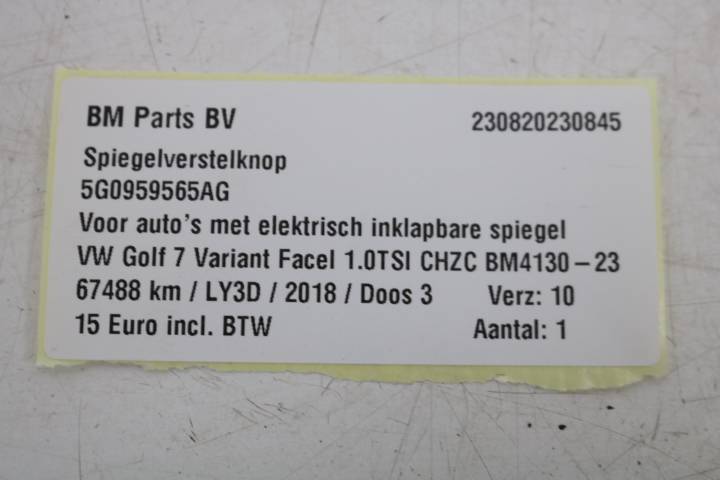 BM Parts BV 230820230845
Spiegelverstelknop
5G0959565AG
Voor auto's met elektrisch inklapbare spiegel
VW Golf 7 Variant Facel 1.0TSI CHZC BM4130-23
67488 km / LY3D / 2018 / Doos 3 Verz: 10
15 Euro incl. BTW Aantal: 1